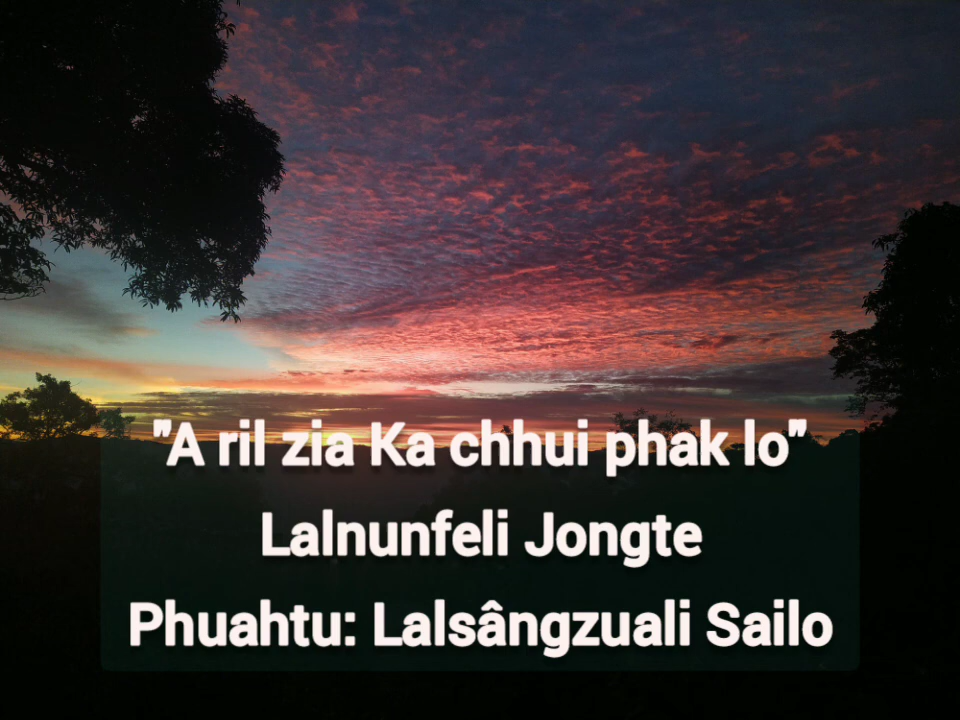 "A ril zia Ka chhui phak lo"
Lalnunfeli Jongte
Phuahtu: Lalsângzuali Sailo